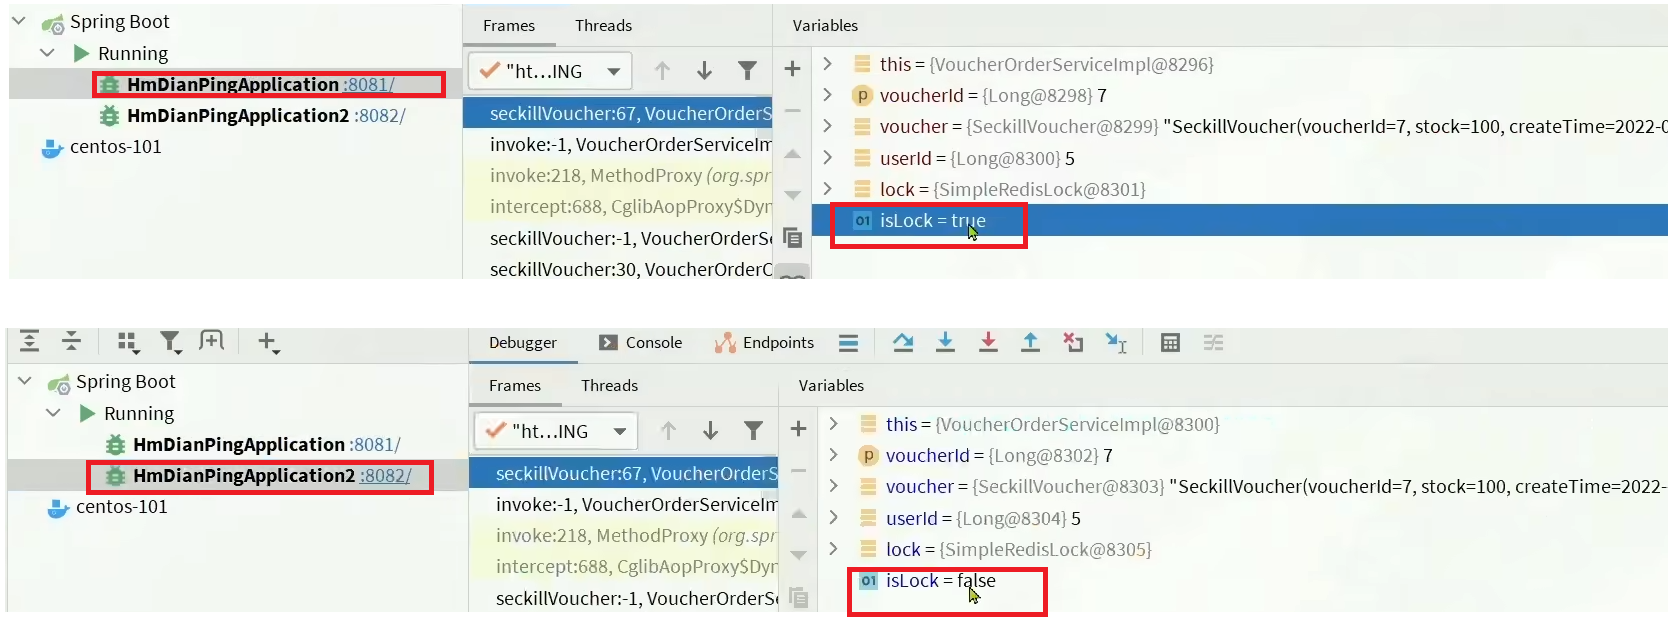 Spring Boot
Running
HmDianPingApplication :8081/
HmDianPingApplication2 :8082/
centos-101
Frames Threads
"ht...ING
seckillVoucher:67, VoucherOrderS
invoke:-1, VoucherOrderServiceIm
invoke:218, MethodProxy (org.spr
intercept:688, CglibAopProxy$Dyn
seckillVoucher:-1, VoucherOrderSe
seckillVoucher:30, VoucherOrderC
Variables
this = {VoucherOrderServiceImpl@8296}
p voucherId = {Long@8298} 7
voucher = {SeckillVoucher@8299} "SeckillVoucher(voucherId=7, stock=100, createTime=2022-0
userId = {Long@8300} 5
lock = {SimpleRedisLock@8301}
01 isLock = true
Debugger Console Endpoints
Spring Boot
Running
HmDianPingApplication :8081/
HmDianPingApplication2 :8082/
centos-101
Frames Threads
"ht...ING
seckillVoucher:67, VoucherOrderS
invoke:-1, VoucherOrderServiceIm
invoke:218, MethodProxy (org.spr
intercept:688, CglibAopProxy$Dyn
seckillVoucher:-1, VoucherOrderSe
Variables
this = {VoucherOrderServiceImpl@8300}
p voucherId = {Long@8302} 7
voucher = {SeckillVoucher@8303} "SeckillVoucher(voucherId=7, stock=100, createTime=2022-
userId = {Long@8304} 5
lock = {SimpleRedisLock@8305}
01 isLock = false